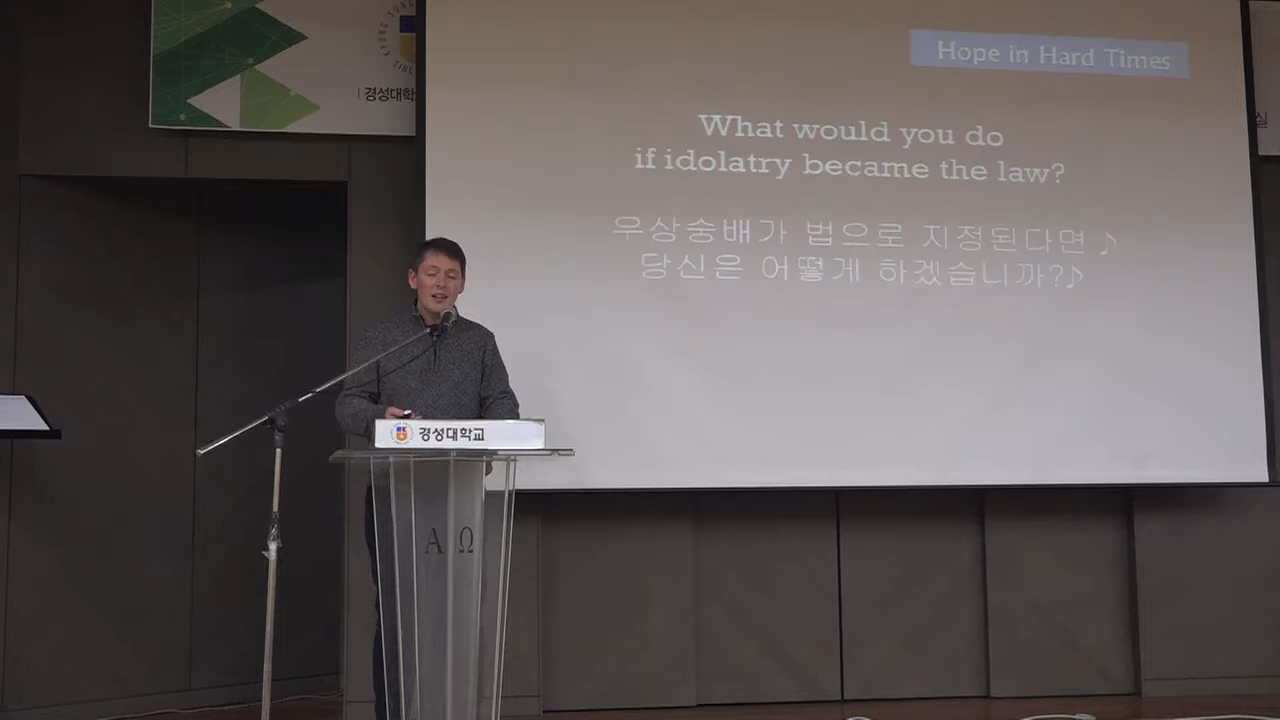 Hope in Hard Times
What would you do
if idolatry became the law?
우상숭배가 법으로 지정된다면 ♪
당신은 어떻게 하겠습니까?♪
경성대학
실
경성대학교
Α Ω